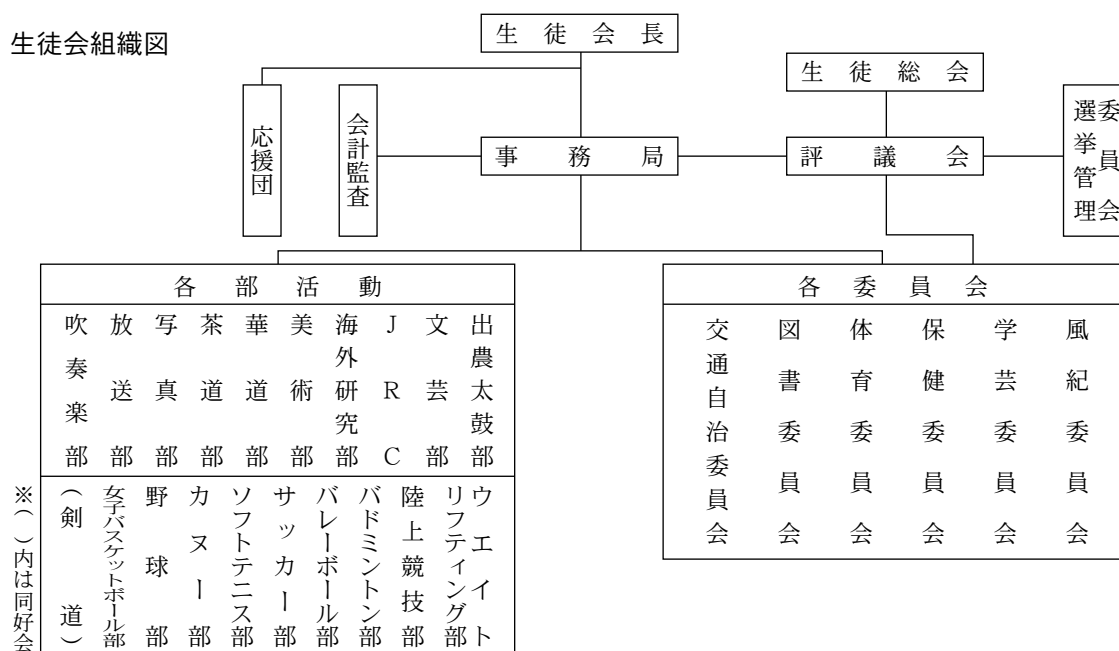 生徒会組織図
生徒会長
生徒総会
応援団
会計監査
事務局
評議会
選挙管理
委員会
各部活動
出農太鼓部
文芸部
JRC
海外研究部
美術部
華道部
茶道部
写真部
放送部
吹奏楽部
ウエイト
リフティング部
陸上競技部
バドミントン部
バレーボール部
サッカー部
ソフトテニス部
カヌー部
野球部
女子バスケットボール部
(剣道)
※( )内は同好会
各委員会
風紀委員会
学芸委員会
保健委員会
体育委員会
図書委員会
交通自治委員会